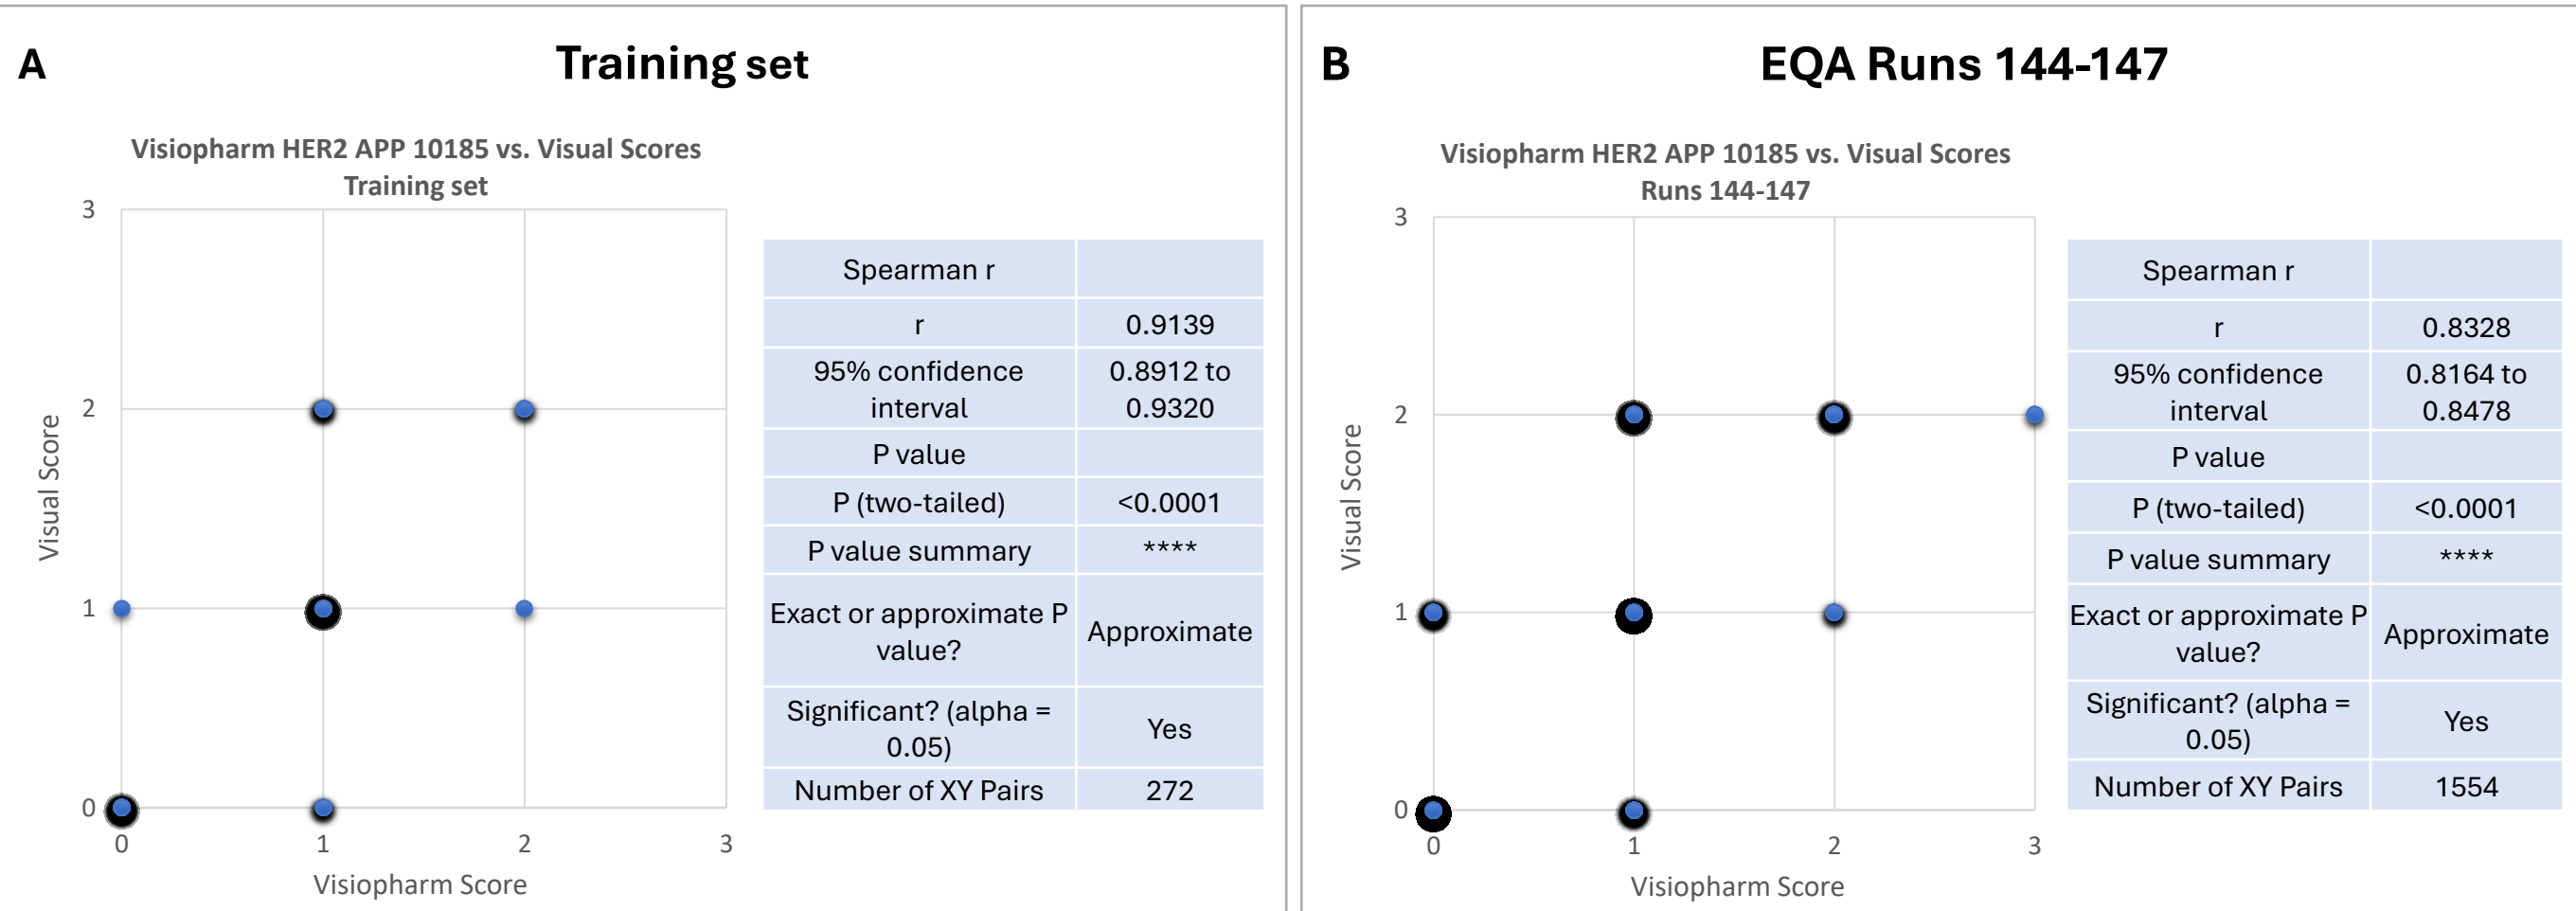 A
Training set
Visiopharm HER2 APP 10185 vs. Visual Scores
Training set
3
2
1
0
Visual Score
0 1 2 3
Visiopharm Score
Spearman r
r 0.9139
95% confidence interval 0.8912 to 0.9320
P value
P (two-tailed) <0.0001
P value summary ****
Exact or approximate P value? Approximate
Significant? (alpha = 0.05) Yes
Number of XY Pairs 272
B
EQA Runs 144-147
Visiopharm HER2 APP 10185 vs. Visual Scores
Runs 144-147
3
2
1
0
Visual Score
0 1 2 3
Visiopharm Score
Spearman r
r 0.8328
95% confidence interval 0.8164 to 0.8478
P value
P (two-tailed) <0.0001
P value summary ****
Exact or approximate P value? Approximate
Significant? (alpha = 0.05) Yes
Number of XY Pairs 1554